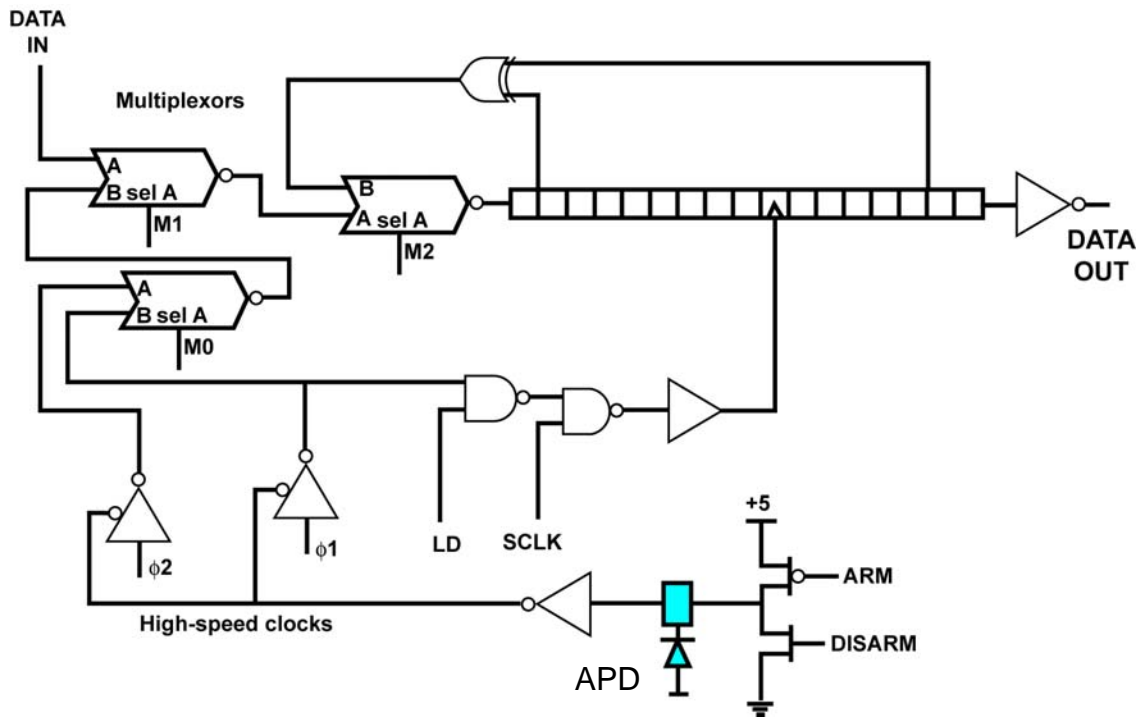 DATA
IN
Multiplexors
A
B sel A
M1
B
A sel A
M2
DATA
OUT
A
B sel A
M0
ϕ2
ϕ1
LD
SCLK
+5
ARM
DISARM
High-speed clocks
APD